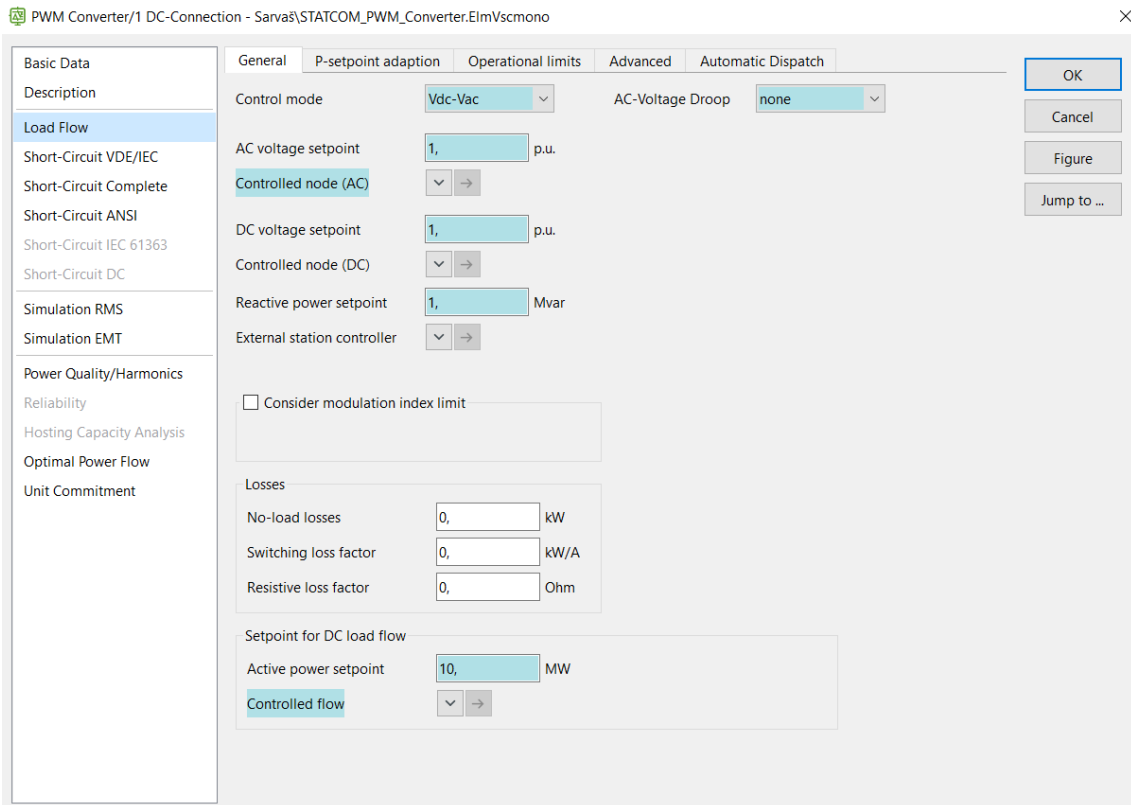 PWM Converter/1 DC-Connection - Sarvaš\STATCOM_PWM_Converter.ElmVscmono
Basic Data
Description
Load Flow
Short-Circuit VDE/IEC
Short-Circuit Complete
Short-Circuit ANSI
Short-Circuit IEC 61363
Short-Circuit DC
Simulation RMS
Simulation EMT
Power Quality/Harmonics
Reliability
Hosting Capacity Analysis
Optimal Power Flow
Unit Commitment
General P-setpoint adaption Operational limits Advanced Automatic Dispatch
Control mode Vdc-Vac AC-Voltage Droop none
AC voltage setpoint 1, p.u.
Controlled node (AC)
DC voltage setpoint 1, p.u.
Controlled node (DC)
Reactive power setpoint 1, Mvar
External station controller
Consider modulation index limit
Losses
No-load losses 0, kW
Switching loss factor 0, kW/A
Resistive loss factor 0, Ohm
Setpoint for DC load flow
Active power setpoint 10, MW
Controlled flow
OK
Cancel
Figure
Jump to ...